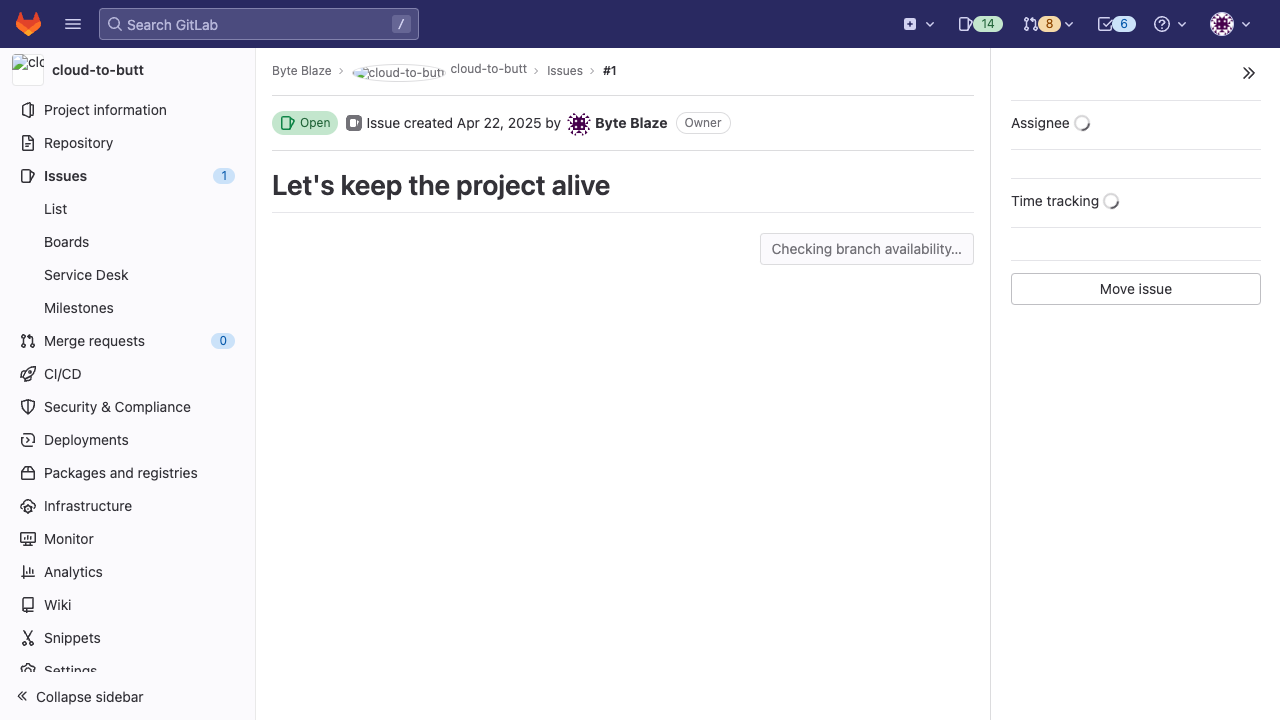 Search GitLab
/
14
8
6
clo
cloud-to-butt
Project information
Repository
Issues
1
List
Boards
Service Desk
Milestones
Merge requests
0
CI/CD
Security & Compliance
Deployments
Packages and registries
Infrastructure
Monitor
Analytics
Wiki
Snippets
Settings
Collapse sidebar
Byte Blaze
cloud-to-butt
cloud-to-butt
Issues
#1
Open
Issue created Apr 22, 2025 by
Byte Blaze
Owner
Let's keep the project alive
Checking branch availability…
Assignee
Time tracking
Move issue